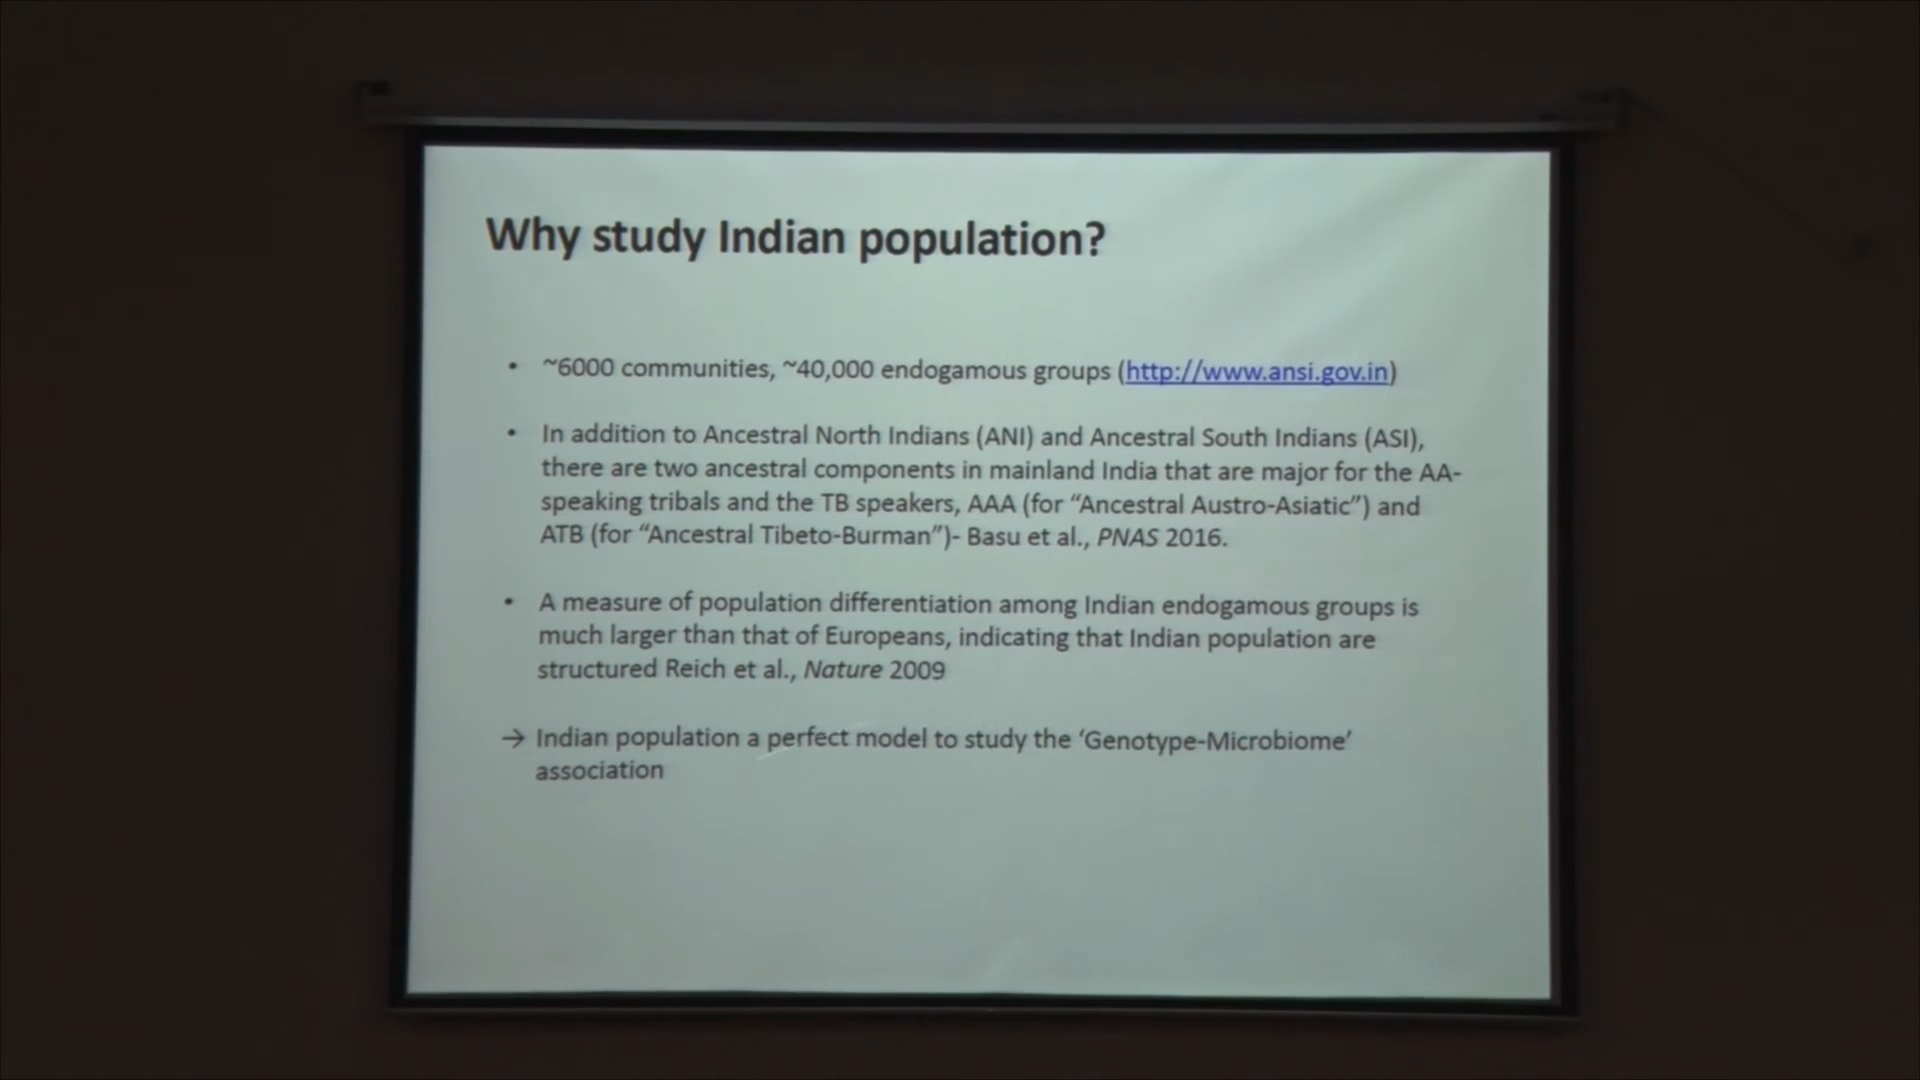 Why study Indian population?
• ~6000 communities, ~40,000 endogamous groups (http://www.ansi.gov.in)
• In addition to Ancestral North Indians (ANI) and Ancestral South Indians (ASI),
there are two ancestral components in mainland India that are major for the AA-
speaking tribals and the TB speakers, AAA (for “Ancestral Austro-Asiatic”) and
ATB (for “Ancestral Tibeto-Burman”)- Basu et al., PNAS 2016.
• A measure of population differentiation among Indian endogamous groups is
much larger than that of Europeans, indicating that Indian population are
structured Reich et al., Nature 2009
→ Indian population a perfect model to study the ‘Genotype-Microbiome’
association